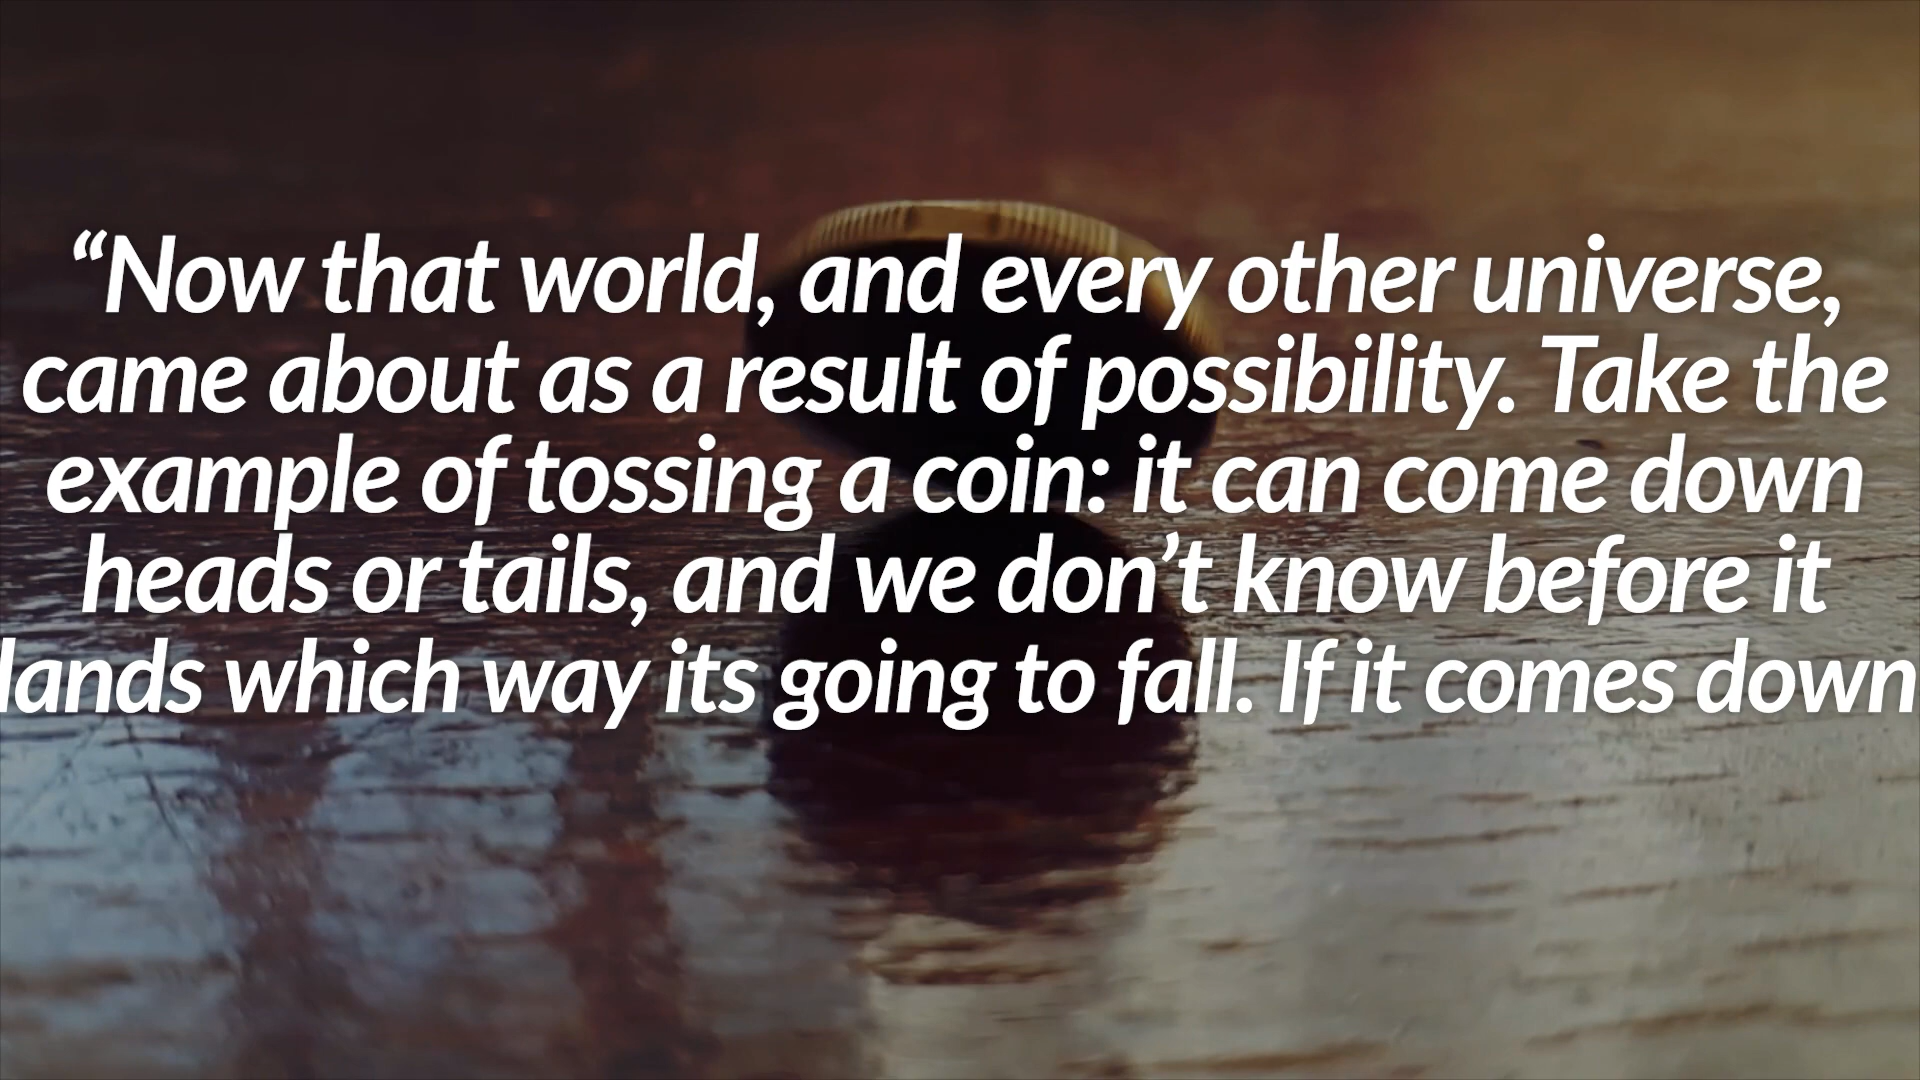 “Now that world, and every other universe,
came about as a result of possibility. Take the
example of tossing a coin: it can come down
heads or tails, and we don’t know before it
lands which way its going to fall. If it comes down